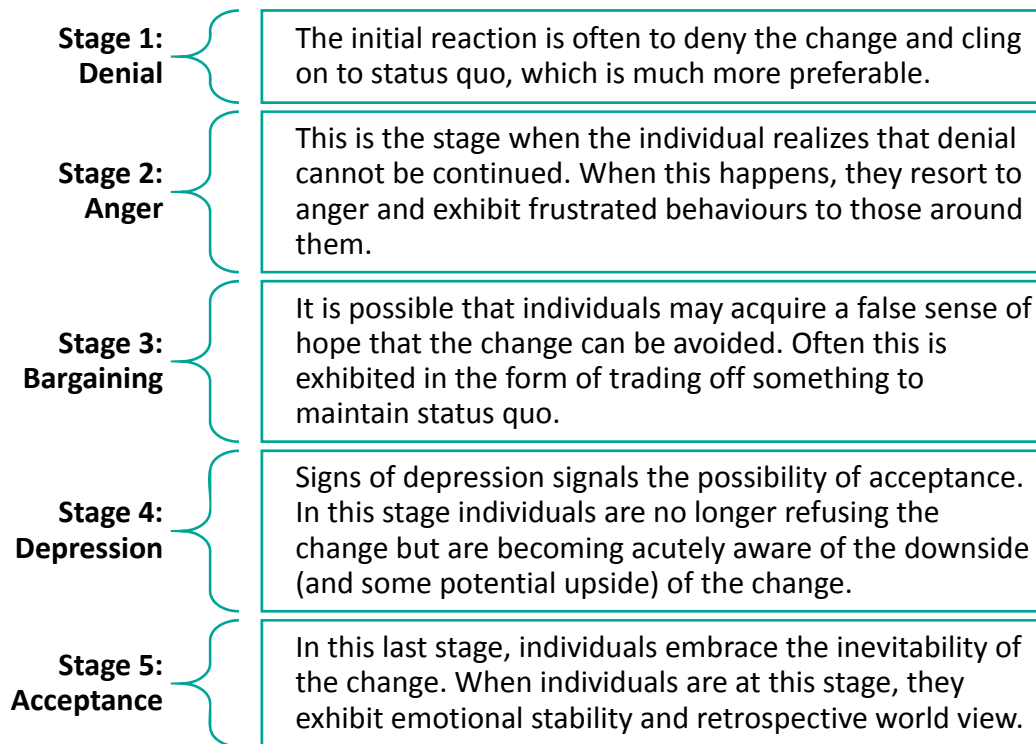 Stage 1:
Denial
The initial reaction is often to deny the change and cling
on to status quo, which is much more preferable.
Stage 2:
Anger
This is the stage when the individual realizes that denial
cannot be continued. When this happens, they resort to
anger and exhibit frustrated behaviours to those around
them.
Stage 3:
Bargaining
It is possible that individuals may acquire a false sense of
hope that the change can be avoided. Often this is
exhibited in the form of trading off something to
maintain status quo.
Stage 4:
Depression
Signs of depression signals the possibility of acceptance.
In this stage individuals are no longer refusing the
change but are becoming acutely aware of the downside
(and some potential upside) of the change.
Stage 5:
Acceptance
In this last stage, individuals embrace the inevitability of
the change. When individuals are at this stage, they
exhibit emotional stability and retrospective world view.